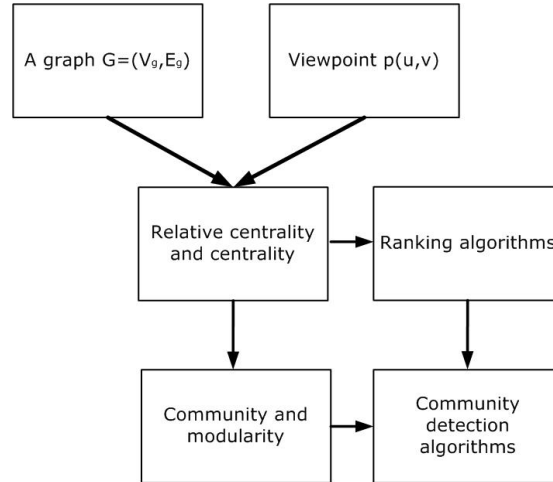 A graph G=(Vg,Eg)
Viewpoint p(u,v)
Relative centrality
and centrality
Ranking algorithms
Community and
modularity
Community
detection
algorithms